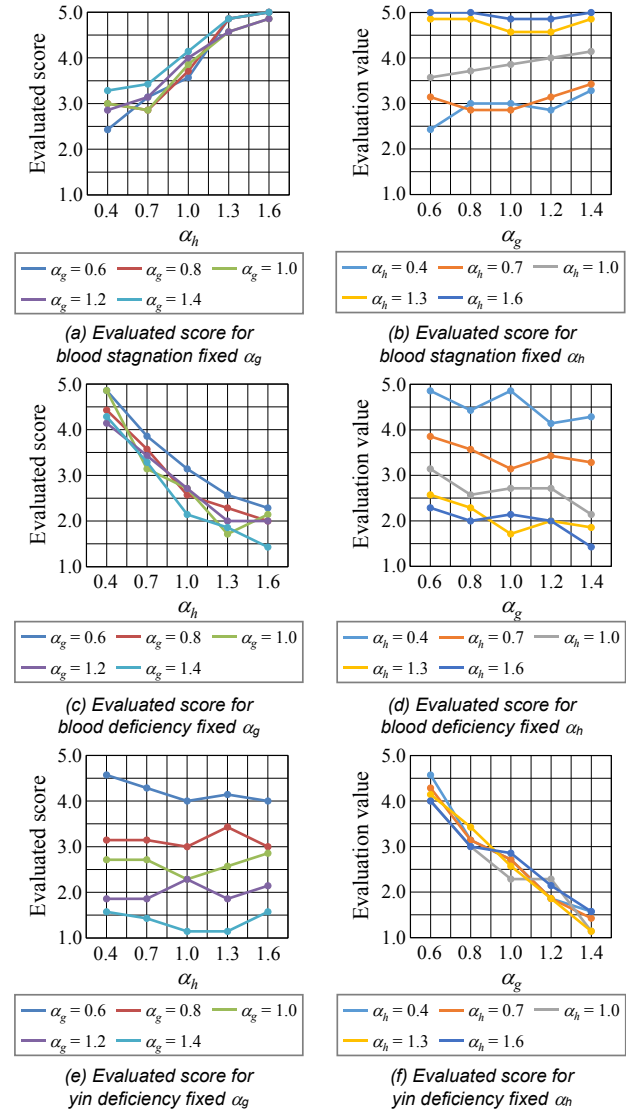 Evaluated score
5.0
4.0
3.0
2.0
1.0
0.4 0.7 1.0 1.3 1.6
αh
αg = 0.6 αg = 0.8 αg = 1.0
αg = 1.2 αg = 1.4
(a) Evaluated score for
blood stagnation fixed αg
Evaluation value
5.0
4.0
3.0
2.0
1.0
0.6 0.8 1.0 1.2 1.4
αg
αh = 0.4 αh = 0.7 αh = 1.0
αh = 1.3 αh = 1.6
(b) Evaluated score for
blood stagnation fixed αh
Evaluated score
5.0
4.0
3.0
2.0
1.0
0.4 0.7 1.0 1.3 1.6
αh
αg = 0.6 αg = 0.8 αg = 1.0
αg = 1.2 αg = 1.4
(c) Evaluated score for
blood deficiency fixed αg
Evaluation value
5.0
4.0
3.0
2.0
1.0
0.6 0.8 1.0 1.2 1.4
αg
αh = 0.4 αh = 0.7 αh = 1.0
αh = 1.3 αh = 1.6
(d) Evaluated score for
blood deficiency fixed αh
Evaluated score
5.0
4.0
3.0
2.0
1.0
0.4 0.7 1.0 1.3 1.6
αh
αg = 0.6 αg = 0.8 αg = 1.0
αg = 1.2 αg = 1.4
(e) Evaluated score for
yin deficiency fixed αg
Evaluation value
5.0
4.0
3.0
2.0
1.0
0.6 0.8 1.0 1.2 1.4
αg
αh = 0.4 αh = 0.7 αh = 1.0
αh = 1.3 αh = 1.6
(f) Evaluated score for
yin deficiency fixed αh